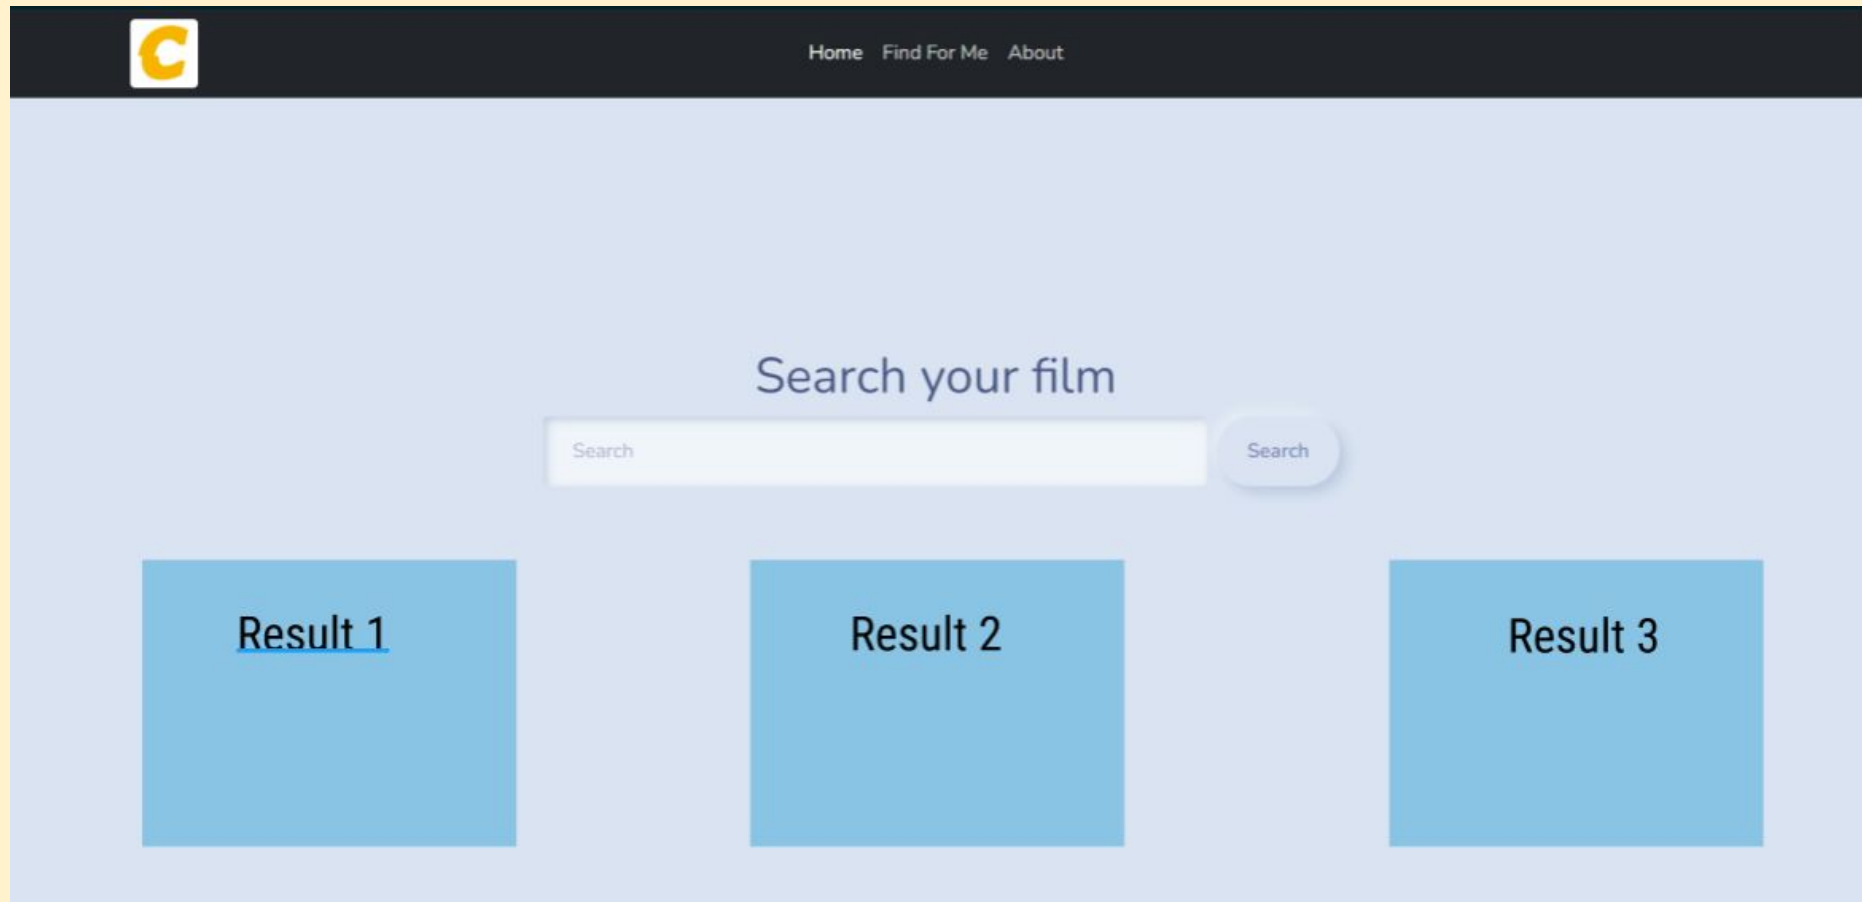 C
Home Find For Me About
Search your film
Search Search
Result 1 Result 2 Result 3